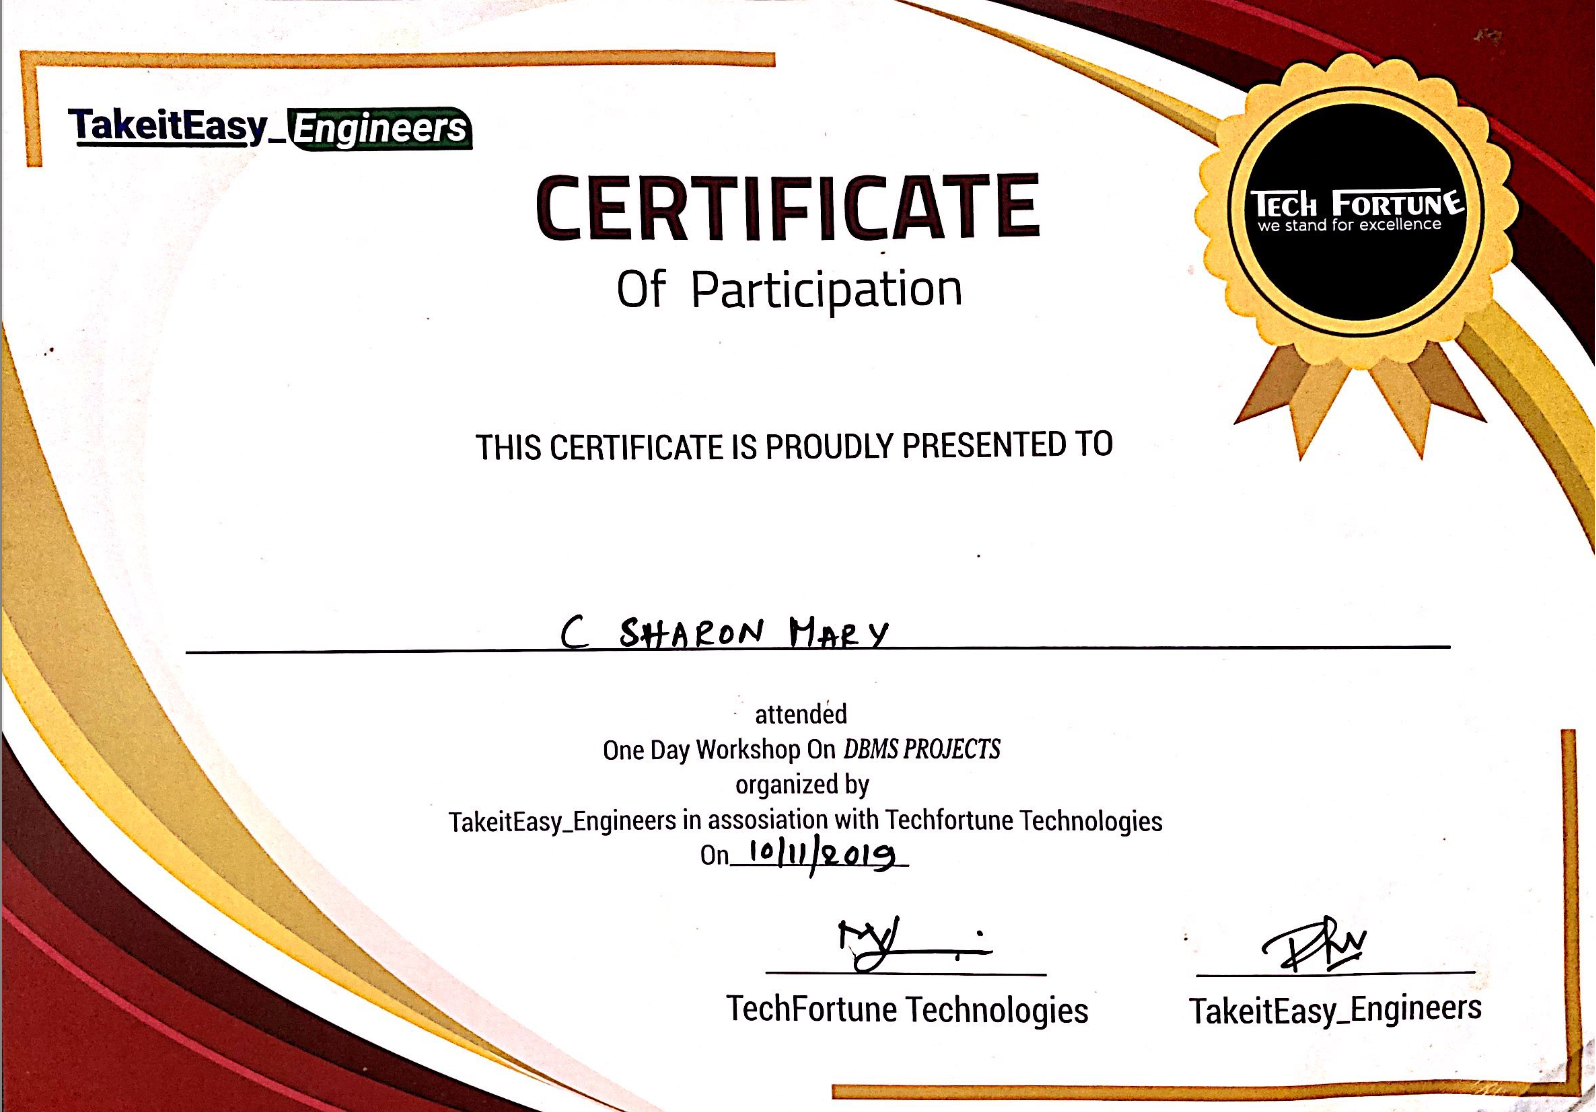 TakeitEasy_Engineers
TECH FORTUNE
we stand for excellence
CERTIFICATE
Of Participation
THIS CERTIFICATE IS PROUDLY PRESENTED TO
C SHARON MARY
attended
One Day Workshop On DBMS PROJECTS
organized by
TakeitEasy_Engineers in assosiation with Techfortune Technologies
On 10/11/2019
TechFortune Technologies
TakeitEasy_Engineers